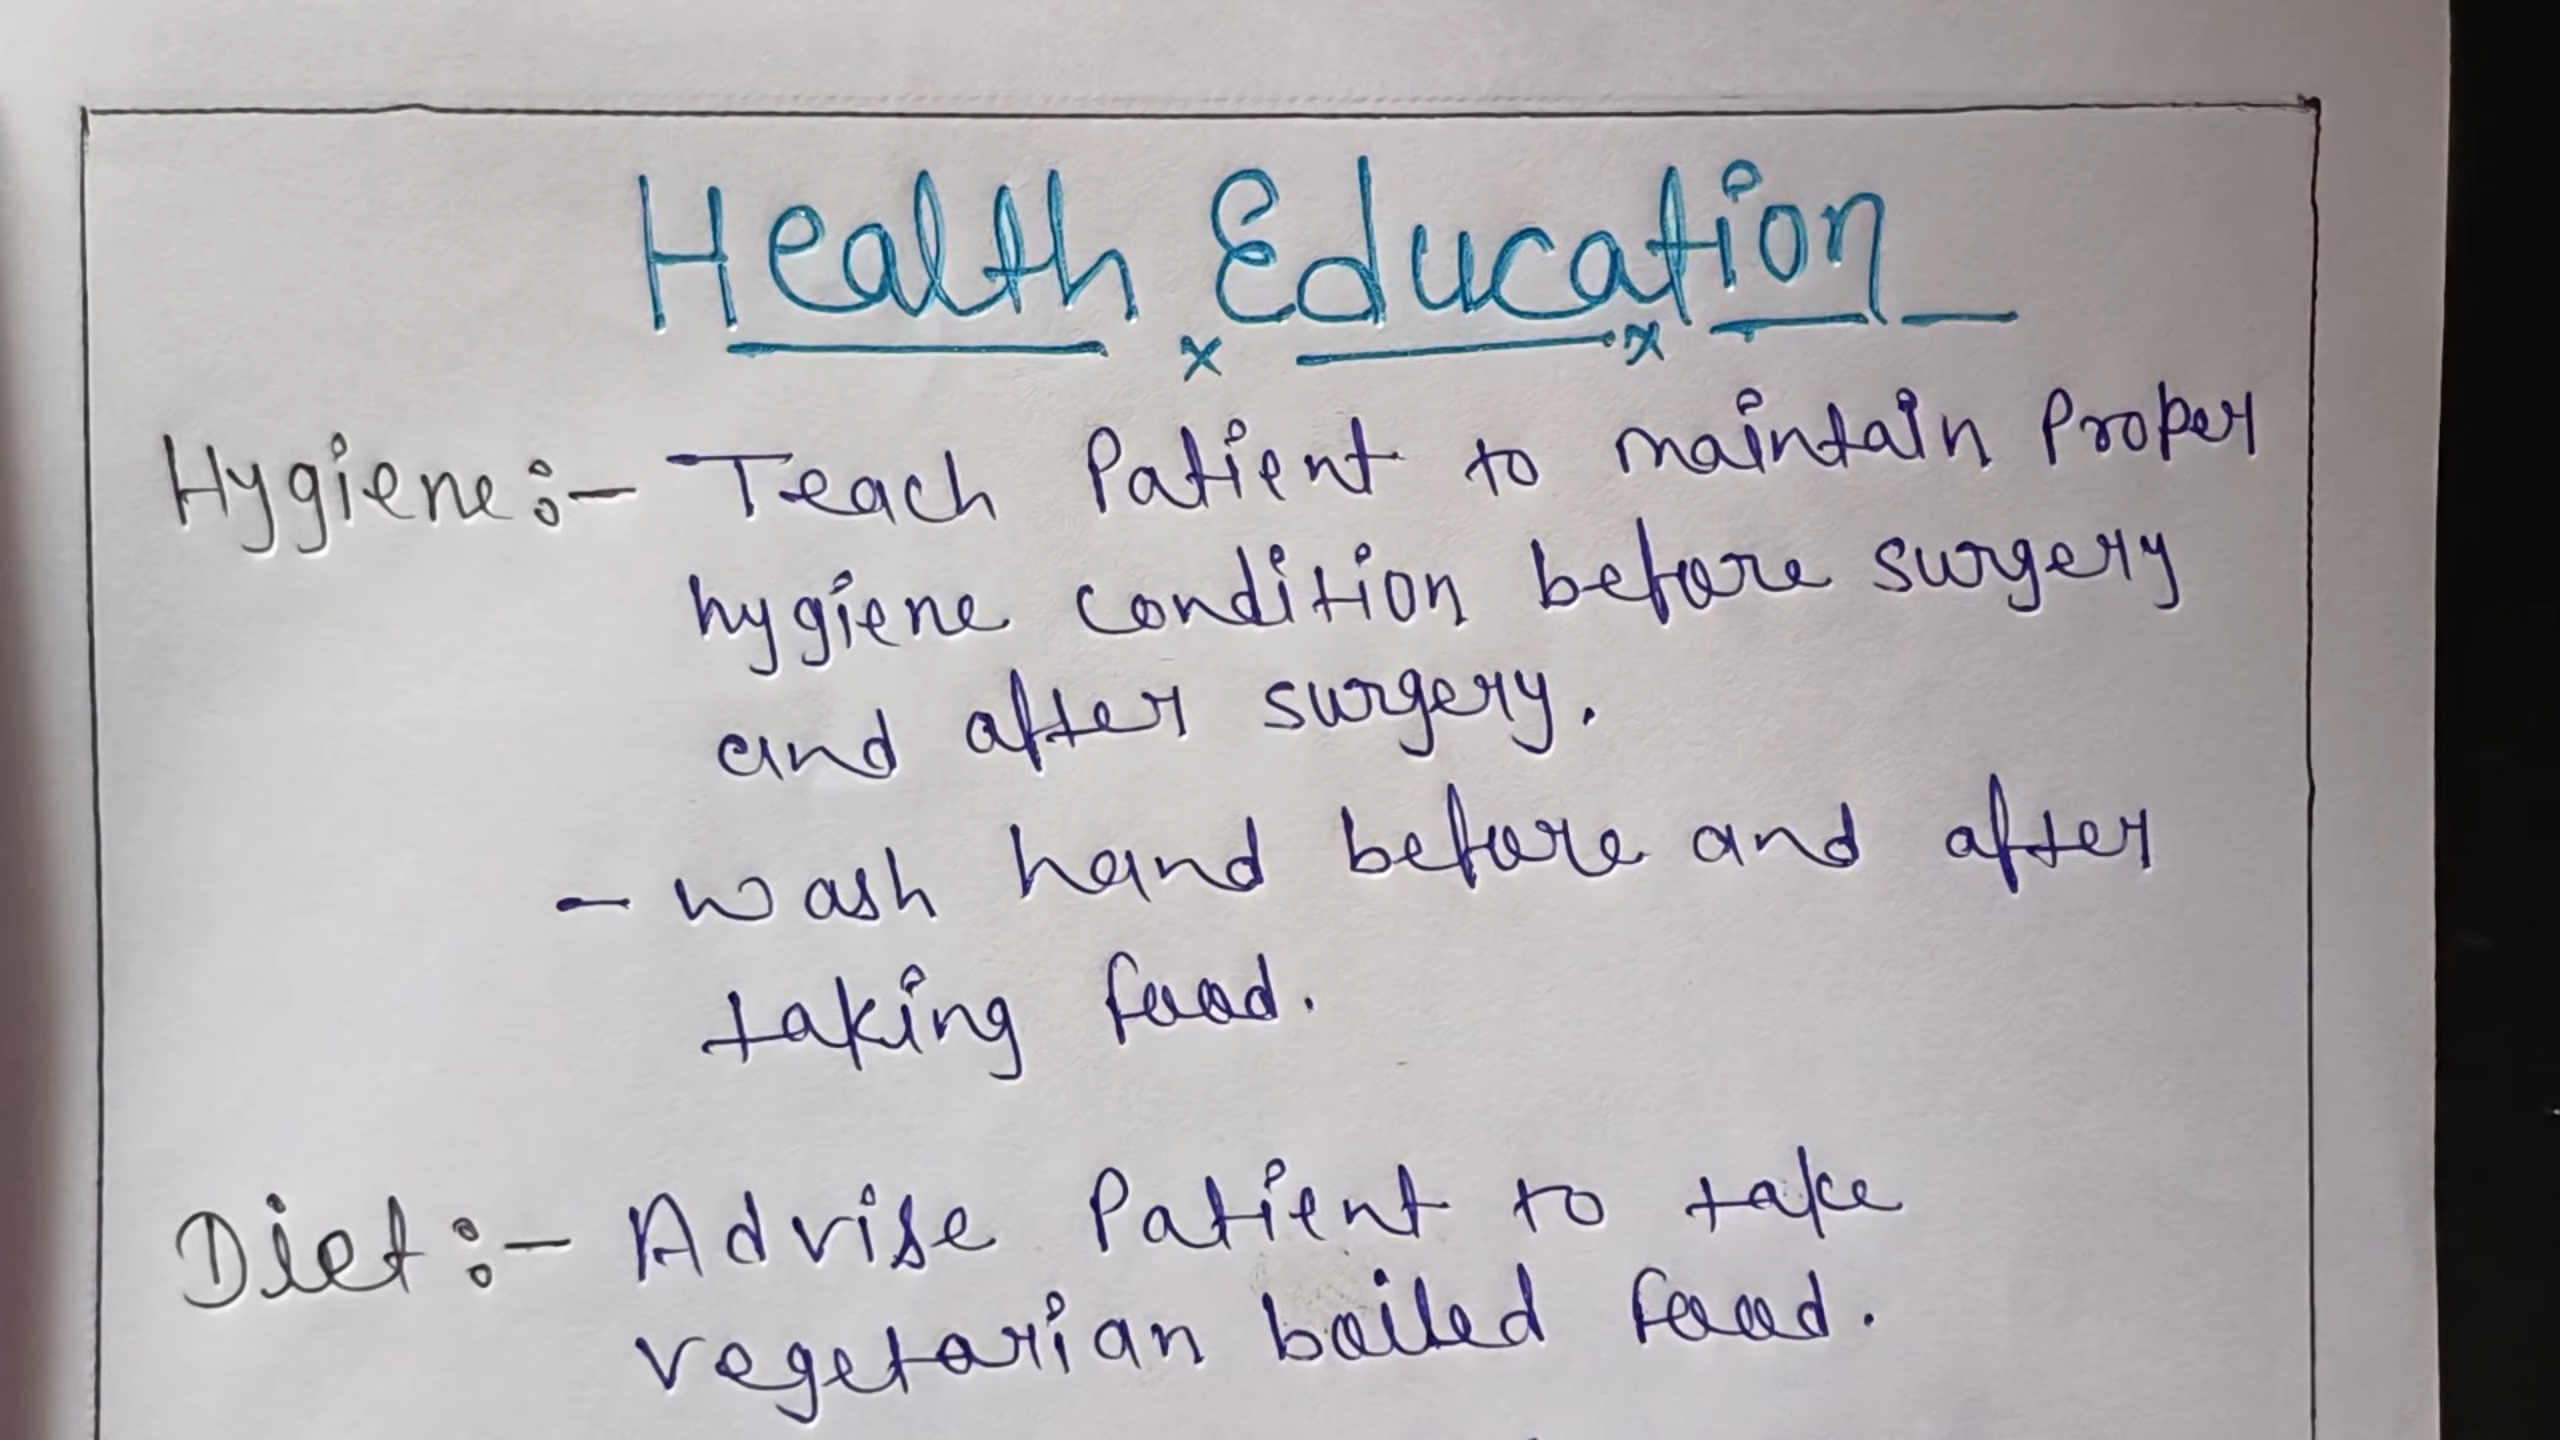 Health Education
Hygiene:- Teach Patient to maintain Proper
hygiene condition before surgery
and after surgery.
- wash hand before and after
taking food.
Diet:- Advise Patient to take
vegetarian boiled food.